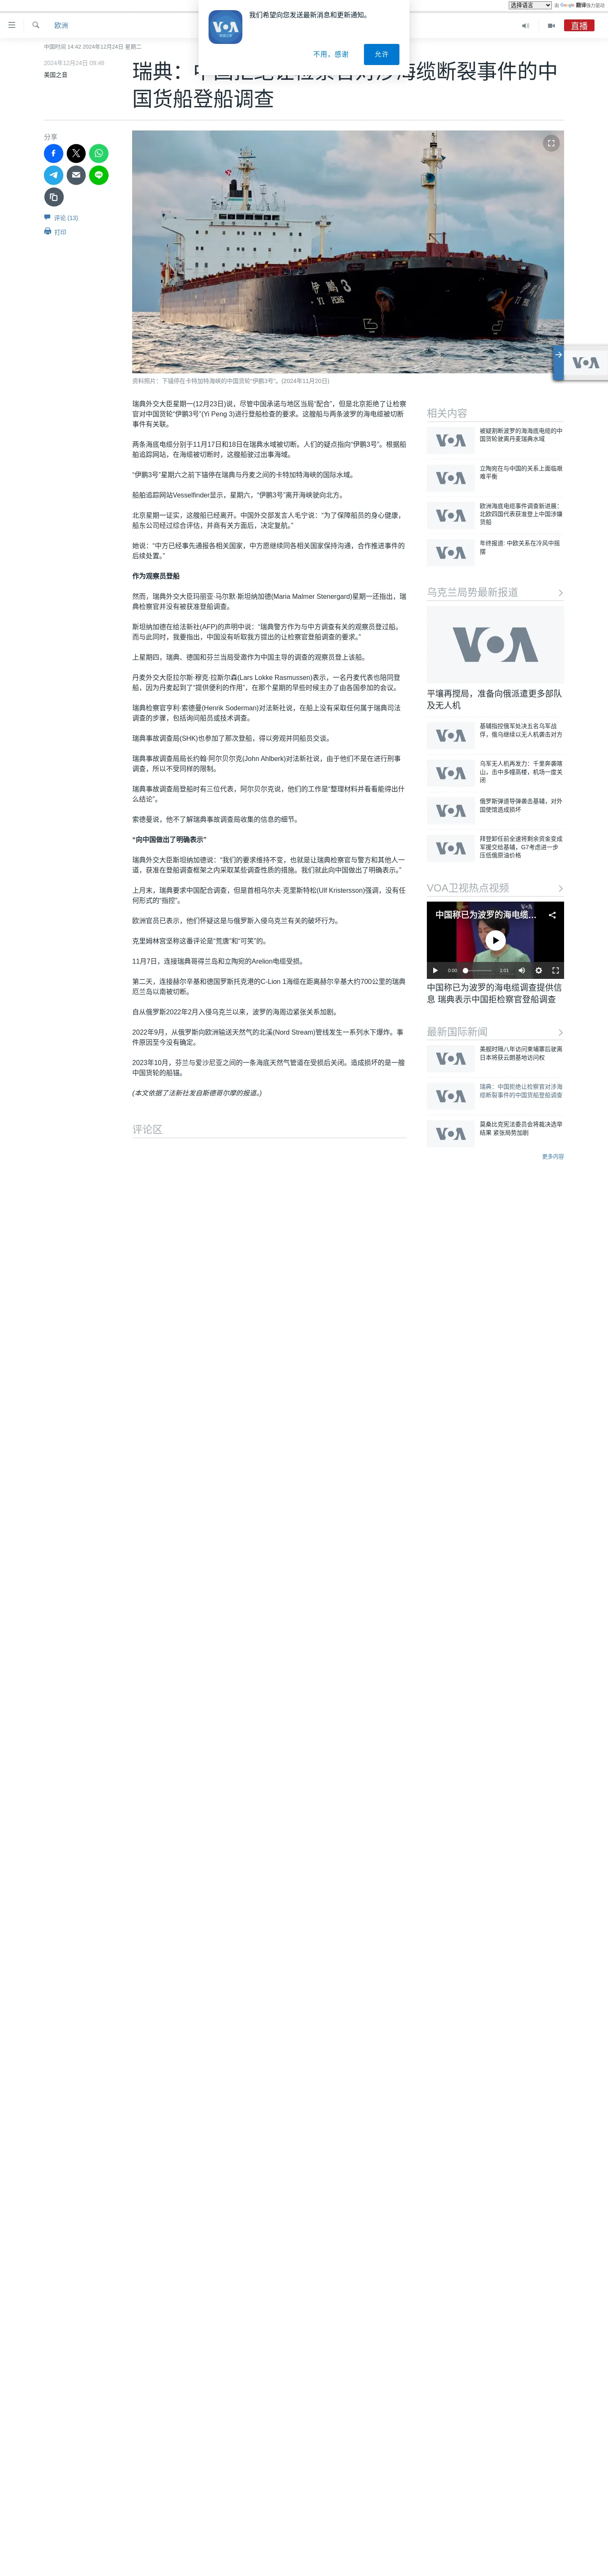 选择语言 由 Google 翻译强力驱动
我们希望向您发送最新消息和更新通知。
不用，感谢
允许
欧洲
直播
中国时间 14:42 2024年12月24日 星期二
2024年12月24日 09:46
美国之音
瑞典：中国拒绝让检察官对涉海缆断裂事件的中
国货船登船调查
分享
评论 (13)
打印
伊鹏3
资料照片：下锚停在卡特加特海峡的中国货轮“伊鹏3号”。(2024年11月20日)
瑞典外交大臣星期一(12月23日)说，尽管中国承诺与地区当局“配合”，但是北京拒绝了让检察
官对中国货轮“伊鹏3号”(Yi Peng 3)进行登船检查的要求。这艘船与两条波罗的海电缆被切断
事件有关联。
两条海底电缆分别于11月17日和18日在瑞典水域被切断。人们的疑点指向“伊鹏3号”。根据船
舶追踪网站，在海缆被切断时，这艘船驶过出事海域。
“伊鹏3号”星期六之前下锚停在瑞典与丹麦之间的卡特加特海峡的国际水域。
船舶追踪网站Vesselfinder显示，星期六，“伊鹏3号”离开海峡驶向北方。
北京星期一证实，这艘船已经离开。中国外交部发言人毛宁说：“为了保障船员的身心健康，
船东公司经过综合评估，并商有关方面后，决定复航。”
她说：“中方已经事先通报各相关国家，中方愿继续同各相关国家保持沟通，合作推进事件的
后续处置。”
作为观察员登船
然而，瑞典外交大臣玛丽亚·马尔默·斯坦纳加德(Maria Malmer Stenergard)星期一还指出，瑞
典检察官并没有被获准登船调查。
斯坦纳加德在给法新社(AFP)的声明中说：“瑞典警方作为与中方调查有关的观察员登过船。
而与此同时，我要指出，中国没有听取我方提出的让检察官登船调查的要求。”
上星期四，瑞典、德国和芬兰当局受邀作为中国主导的调查的观察员登上该船。
丹麦外交大臣拉尔斯·穆克·拉斯尔森(Lars Lokke Rasmussen)表示，一名丹麦代表也陪同登
船，因为丹麦起到了“提供便利的作用”，在那个星期的早些时候主办了由各国参加的会议。
瑞典检察官亨利·索德曼(Henrik Soderman)对法新社说，在船上没有采取任何属于瑞典司法
调查的步骤，包括询问船员或技术调查。
瑞典事故调查局(SHK)也参加了那次登船，得以旁观并同船员交谈。
瑞典事故调查局局长约翰·阿尔贝尔克(John Ahlberk)对法新社说，由于他们不是在进行刑事
调查，所以不受同样的限制。
瑞典事故调查局登船时有三位代表，阿尔贝尔克说，他们的工作是“整理材料并看看能得出什
么结论”。
索德曼说，他不了解瑞典事故调查局收集的信息的细节。
“向中国做出了明确表示”
瑞典外交大臣斯坦纳加德说：“我们的要求维持不变，也就是让瑞典检察官与警方和其他人一
道，获准在登船调查框架之内采取某些调查性质的措施。我们就此向中国做出了明确表示。”
上月末，瑞典要求中国配合调查，但是首相乌尔夫·克里斯特松(Ulf Kristersson)强调，没有任
何形式的“指控”。
欧洲官员已表示，他们怀疑这是与俄罗斯入侵乌克兰有关的破坏行为。
克里姆林宫坚称这番评论是“荒唐”和“可笑”的。
11月7日，连接瑞典哥得兰岛和立陶宛的Arelion电缆受损。
第二天，连接赫尔辛基和德国罗斯托克港的C-Lion 1海缆在距离赫尔辛基大约700公里的瑞典
厄兰岛以南被切断。
自从俄罗斯2022年2月入侵乌克兰以来，波罗的海周边紧张关系加剧。
2022年9月，从俄罗斯向欧洲输送天然气的北溪(Nord Stream)管线发生一系列水下爆炸。事
件原因至今没有确定。
2023年10月，芬兰与爱沙尼亚之间的一条海底天然气管道在受损后关闭。造成损坏的是一艘
中国货轮的船锚。
(本文依据了法新社发自斯德哥尔摩的报道。)
评论区
相关内容
被疑割断波罗的海海底电缆的中
国货轮驶离丹麦瑞典水域
立陶宛在与中国的关系上面临艰
难平衡
欧洲海底电缆事件调查新进展：
北欧四国代表获准登上中国涉嫌
货船
年终报道: 中欧关系在冷风中摇
摆
乌克兰局势最新报道
VOA
平壤再搅局，准备向俄派遣更多部队
及无人机
基辅指控俄军处决五名乌军战
俘，俄乌继续以无人机袭击对方
乌军无人机再发力：千里奔袭喀
山，击中多幢高楼，机场一度关
闭
俄罗斯弹道导弹袭击基辅，对外
国使馆造成损坏
拜登卸任前全速将剩余资金变成
军援交给基辅，G7考虑进一步
压低俄原油价格
VOA卫视热点视频
中国称已为波罗的海电缆...
0:00
3:01
中国称已为波罗的海电缆调查提供信
息 瑞典表示中国拒检察官登船调查
最新国际新闻
美舰时隔八年访问柬埔寨后驶离
日本将获云朗基地访问权
瑞典：中国拒绝让检察官对涉海
缆断裂事件的中国货船登船调查
莫桑比克宪法委员会将裁决选举
结果 紧张局势加剧
更多内容